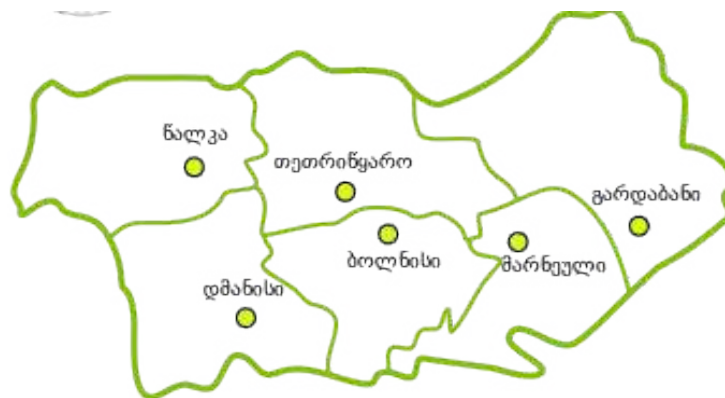 წალკა
თეთრიწყარო
გარდაბანი
ბოლნისი
მარნეული
დმანისი